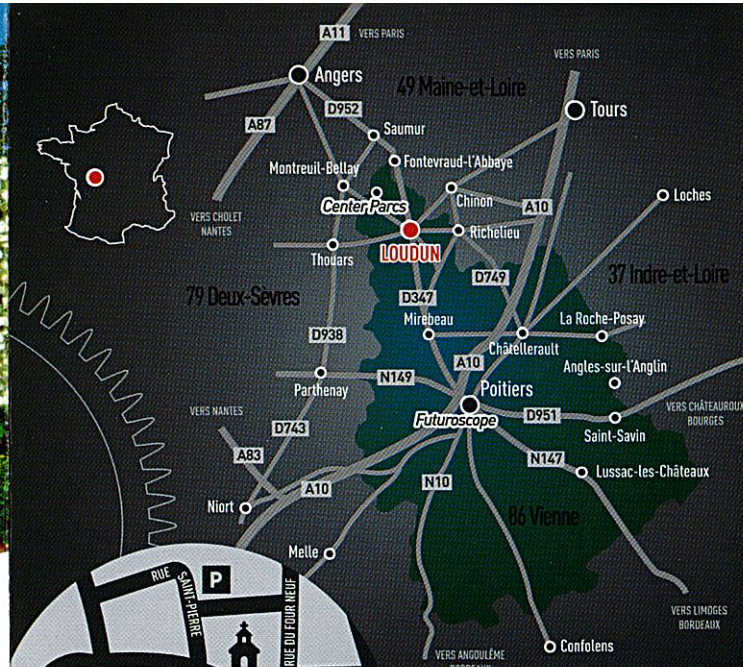 A11
VERS PARIS
Angers
49 Maine-et-Loire
VERS PARIS
Tours
D952
A87
Saumur
Montreuil-Bellay
Fontevraud-l'Abbaye
Center Parcs
Chinon
Loches
VERS CHOLET
NANTES
A10
Richelieu
LOUDUN
Thouars
37 Indre-et-Loire
D749
79 Deux-Sèvres
D347
Mirebeau
La Roche-Posay
D938
Châtellerault
A10
Angles-sur-l'Anglin
Parthenay
N149
Poitiers
VERS NANTES
Futuroscope
D951
VERS CHÂTEAUROUX
BOURGES
D743
Saint-Savin
A83
N147
A10
N10
Lussac-les-Châteaux
Niort
86 Vienne
Melle
RUE
SAINT-PIERRE
P
RUE DU FOUR NEUF
VERS LIMOGES
BORDEAUX
Confolens
VERS ANGOULÊME
BORDEAUX